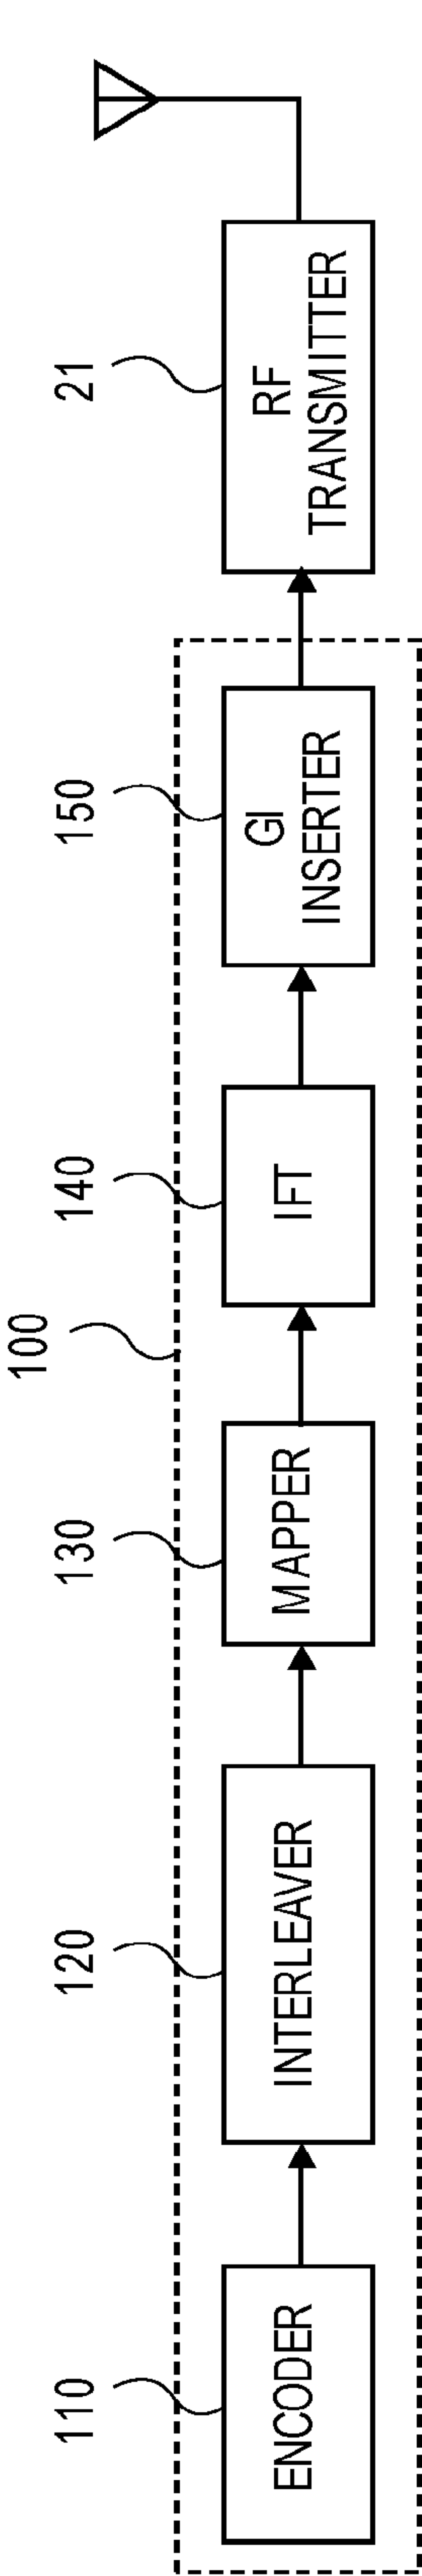 100
110
120
130
140
150
21
ENCODER
INTERLEAVER
MAPPER
IFT
GI
INSERTER
RF
TRANSMITTER